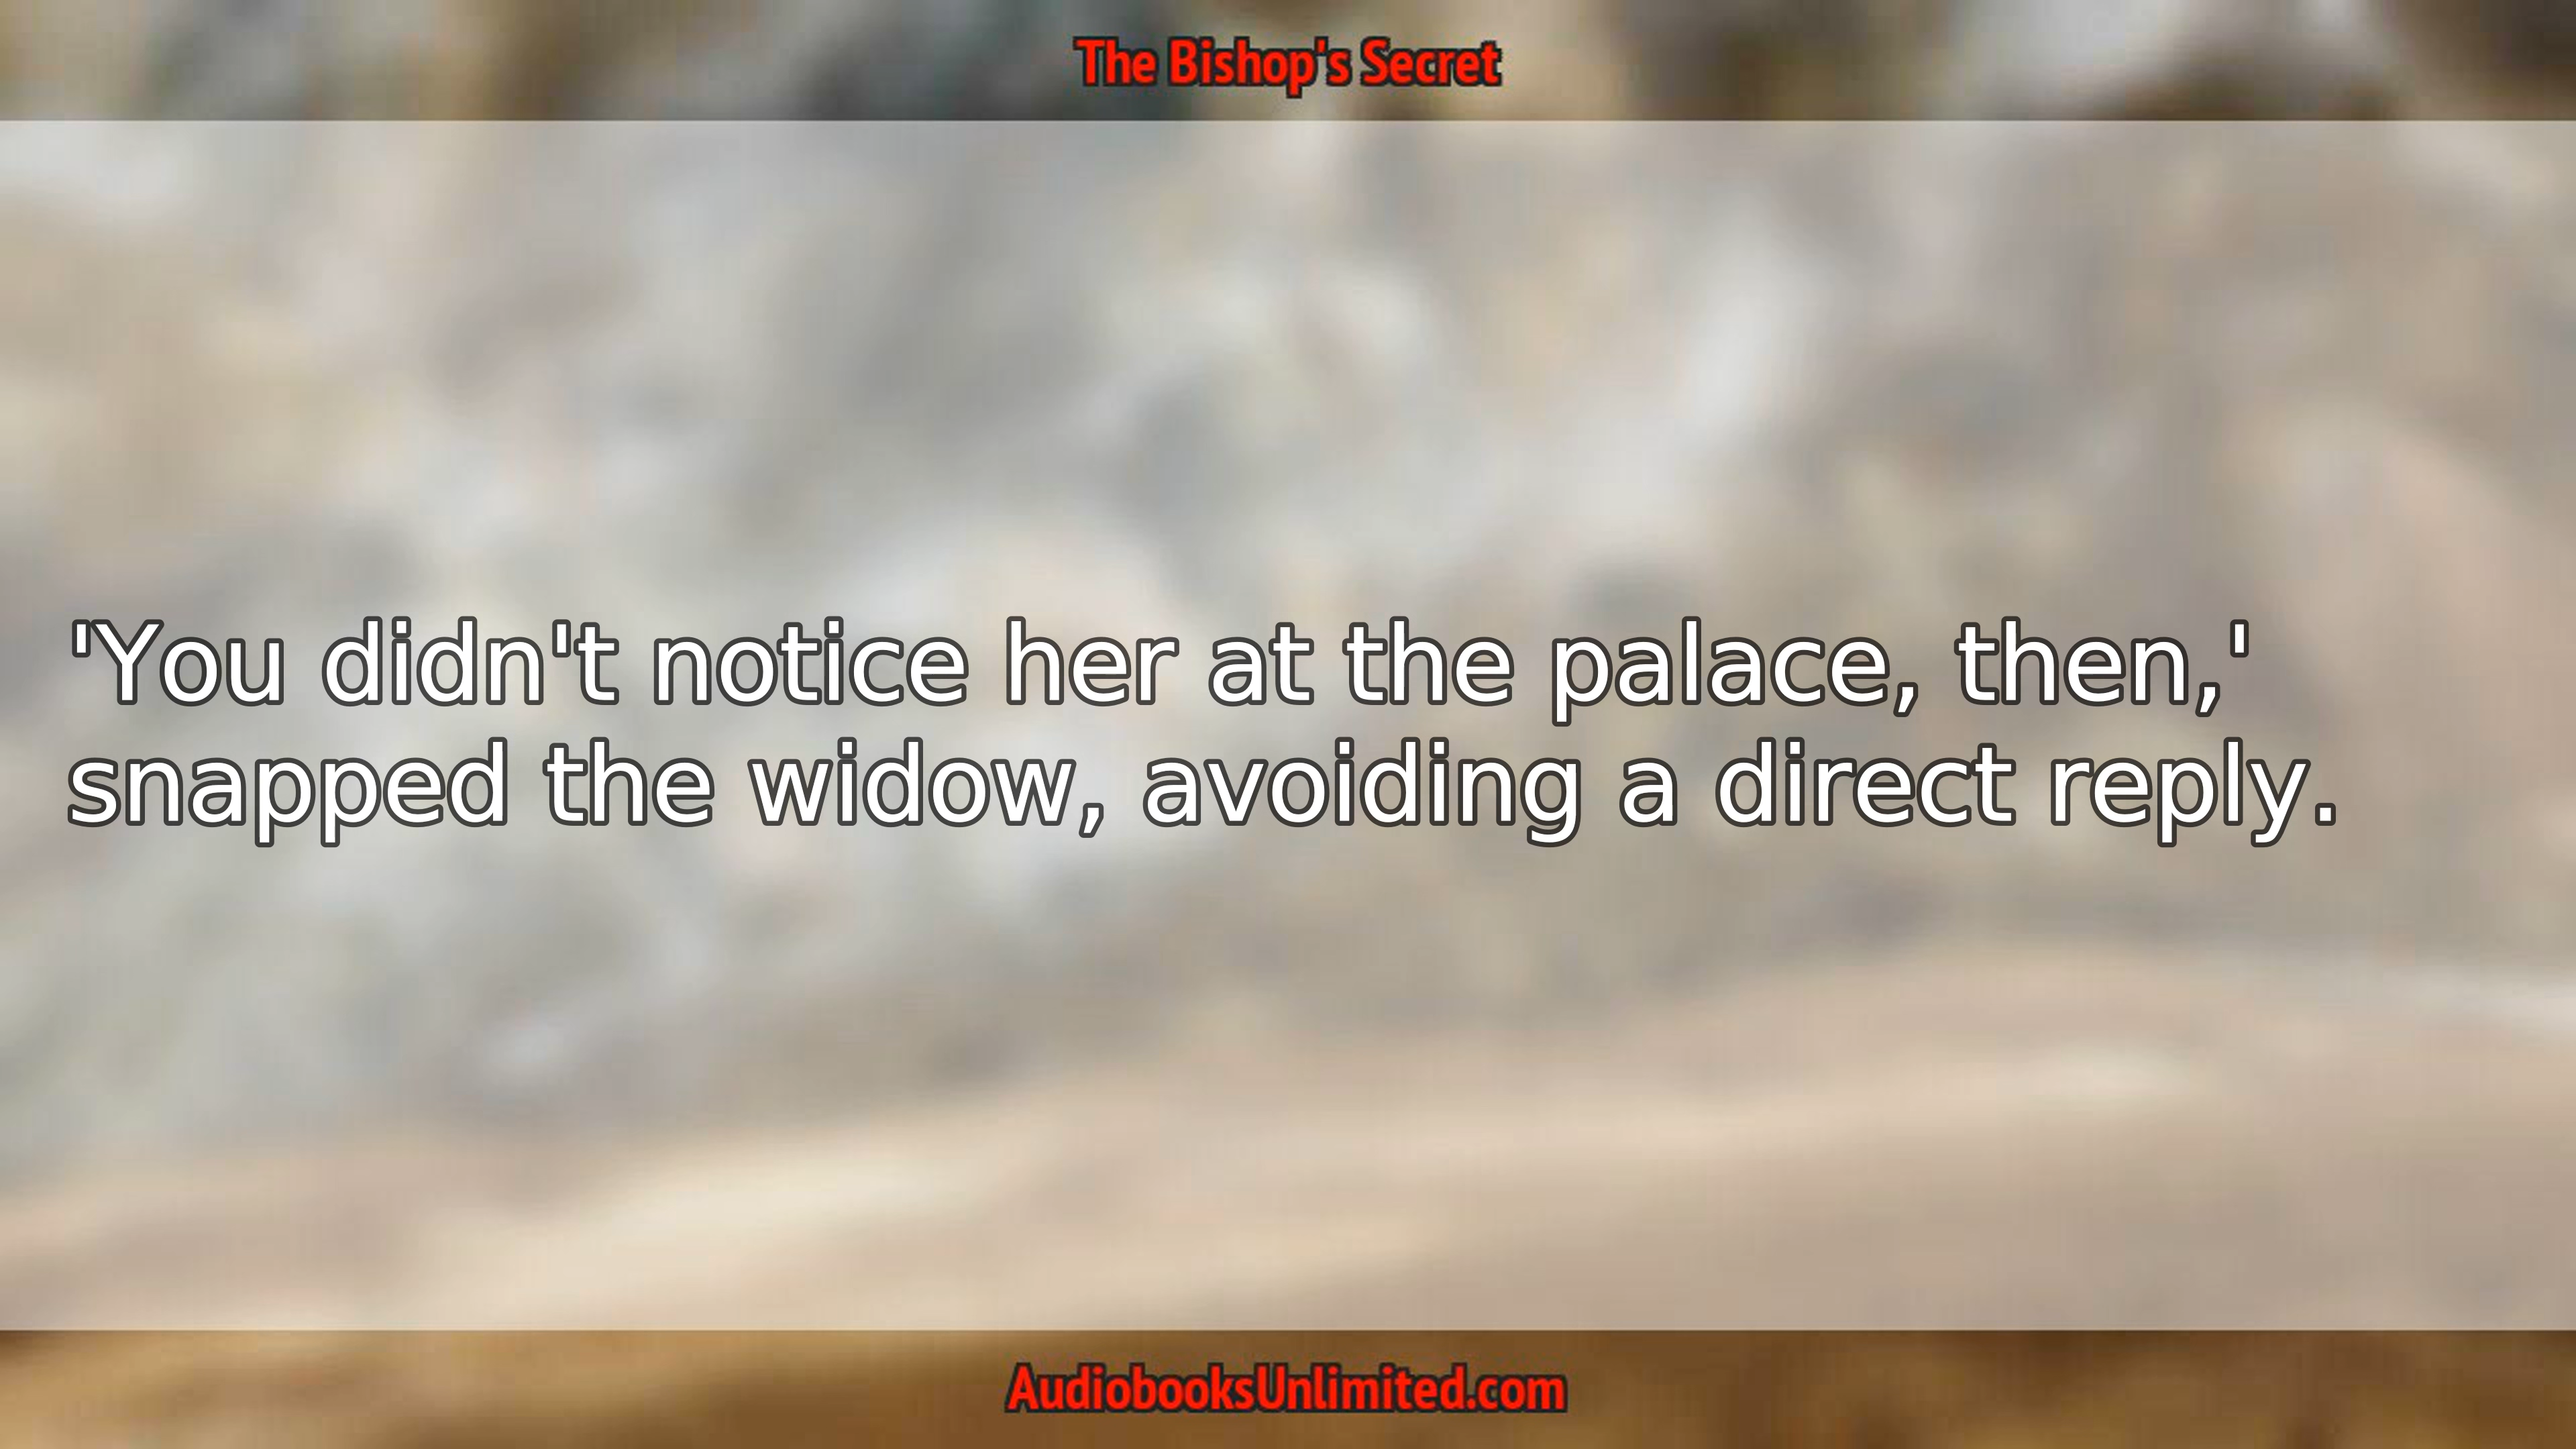 The Bishop's Secret
'You didn't notice her at the palace, then,'
snapped the widow, avoiding a direct reply.
AudiobooksUnlimited.com